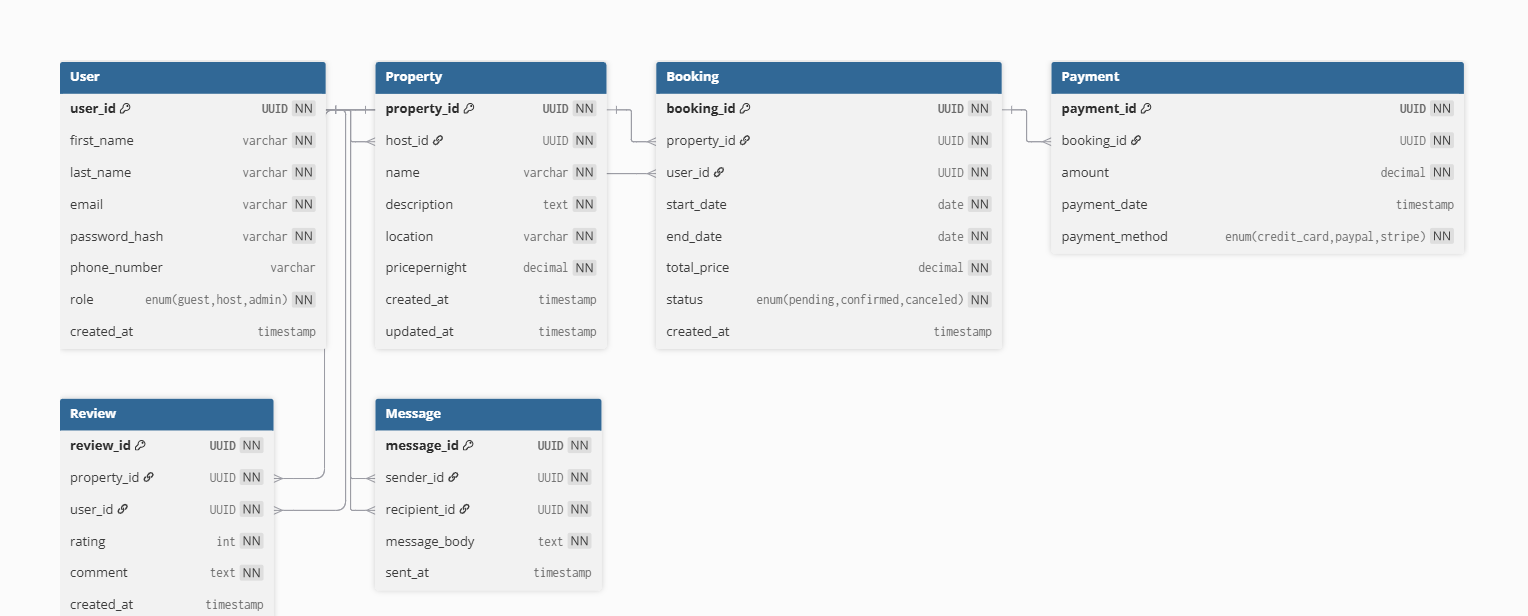 User
user_id UUID NN
first_name varchar NN
last_name varchar NN
email varchar NN
password_hash varchar NN
phone_number varchar
role enum(guest,host,admin) NN
created_at timestamp
Property
property_id UUID NN
host_id UUID NN
name varchar NN
description text NN
location varchar NN
pricepernight decimal NN
created_at timestamp
updated_at timestamp
Booking
booking_id UUID NN
property_id UUID NN
user_id UUID NN
start_date date NN
end_date date NN
total_price decimal NN
status enum(pending,confirmed,canceled) NN
created_at timestamp
Payment
payment_id UUID NN
booking_id UUID NN
amount decimal NN
payment_date timestamp
payment_method enum(credit_card,paypal,stripe) NN
Review
review_id UUID NN
property_id UUID NN
user_id UUID NN
rating int NN
comment text NN
created_at timestamp
Message
message_id UUID NN
sender_id UUID NN
recipient_id UUID NN
message_body text NN
sent_at timestamp